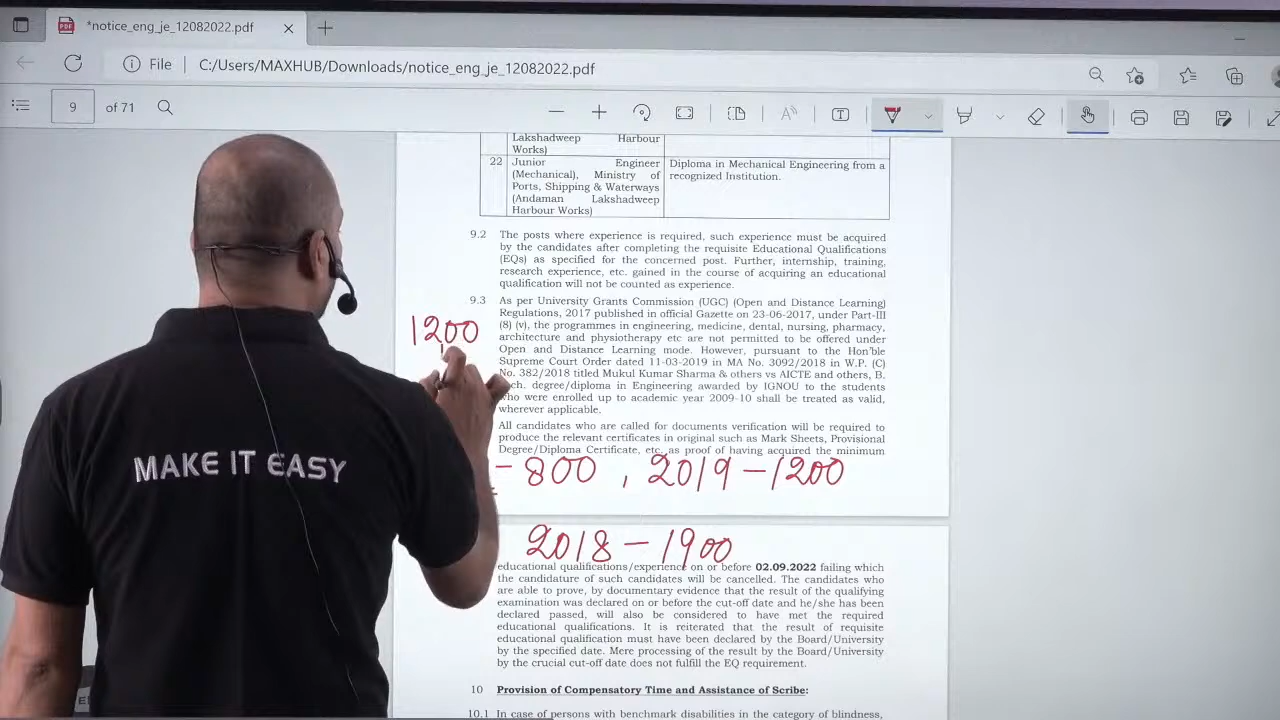 *notice_eng_je_12082022.pdf
File
C:/Users/MAXHUB/Downloads/notice_eng_je_12082022.pdf
9 of 71
Lakshadweep Harbour
Works)
22 Junior Engineer Diploma in Mechanical Engineering from a
(Mechanical), Ministry of recognized Institution.
Ports, Shipping & Waterways
(Andaman Lakshadweep
Harbour Works)
9.2 The posts where experience is required, such experience must be acquired
by the candidates after completing the requisite Educational Qualifications
(EQs) as specified for the concerned post. Further, internship, training,
research experience, etc. gained in the course of acquiring an educational
qualification will not be counted as experience.
9.3 As per University Grants Commission (UGC) (Open and Distance Learning)
Regulations, 2017 published in official Gazette on 23-06-2017, under Part-III
(8) (v), the programmes in engineering, medicine, dental, nursing, pharmacy,
1200
architecture and physiotherapy etc are not permitted to be offered under
Open and Distance Learning mode. However, pursuant to the Hon'ble
Supreme Court Order dated 11-03-2019 in MA No. 3092/2018 in W.P. (C)
No. 382/2018 titled Mukul Kumar Sharma & others vs AICTE and others, B.
degree/diploma in Engineering awarded by IGNOU to the students
who were enrolled up to academic year 2009-10 shall be treated as valid,
wherever applicable.
All candidates who are called for documents verification will be required to
produce the relevant certificates in original such as Mark Sheets, Provisional
Degree/Diploma Certificate, etc. as proof of having acquired the minimum
- 800 , 2019 - 1200
2018 - 1900
educational qualifications/experience on or before 02.09.2022 failing which
the candidature of such candidates will be cancelled. The candidates who
are able to prove, by documentary evidence that the result of the qualifying
examination was declared on or before the cut-off date and he/she has been
declared passed, will also be considered to have met the required
educational qualifications. It is reiterated that the result of requisite
educational qualification must have been declared by the Board/University
by the specified date. Mere processing of the result by the Board/University
by the crucial cut-off date does not fulfill the EQ requirement.
10 Provision of Compensatory Time and Assistance of Scribe:
10.1 In case of persons with benchmark disabilities in the category of blindness,
MAKE IT EASY